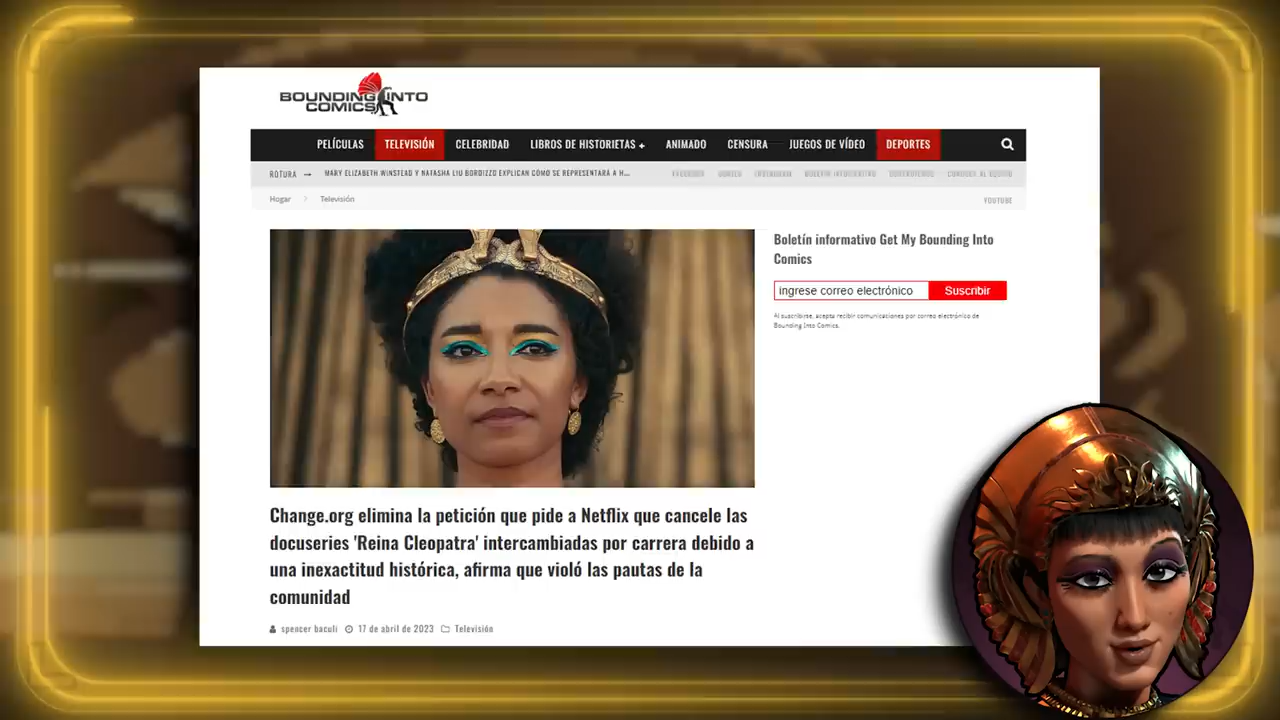 BOUNDING INTO
COMICS
PELÍCULAS TELEVISIÓN CELEBRIDAD LIBROS DE HISTORIETAS + ANIMADO CENSURA JUEGOS DE VÍDEO DEPORTES
ROTURA → MARY ELIZABETH WINSTEAD Y NATASHA LIU BORDIZZO EXPLICAN CÓMO SE REPRESENTARÁ A H...
YOUTUBE
Hogar > Televisión
Boletín informativo Get My Bounding Into
Comics
ingrese correo electrónico Suscribir
Al suscribirse, acepta recibir comunicaciones por correo electrónico de
Bounding Into Comics.
Change.org elimina la petición que pide a Netflix que cancele las
docuseries 'Reina Cleopatra' intercambiadas por carrera debido a
una inexactitud histórica, afirma que violó las pautas de la
comunidad
spencer baculi 17 de abril de 2023 Televisión